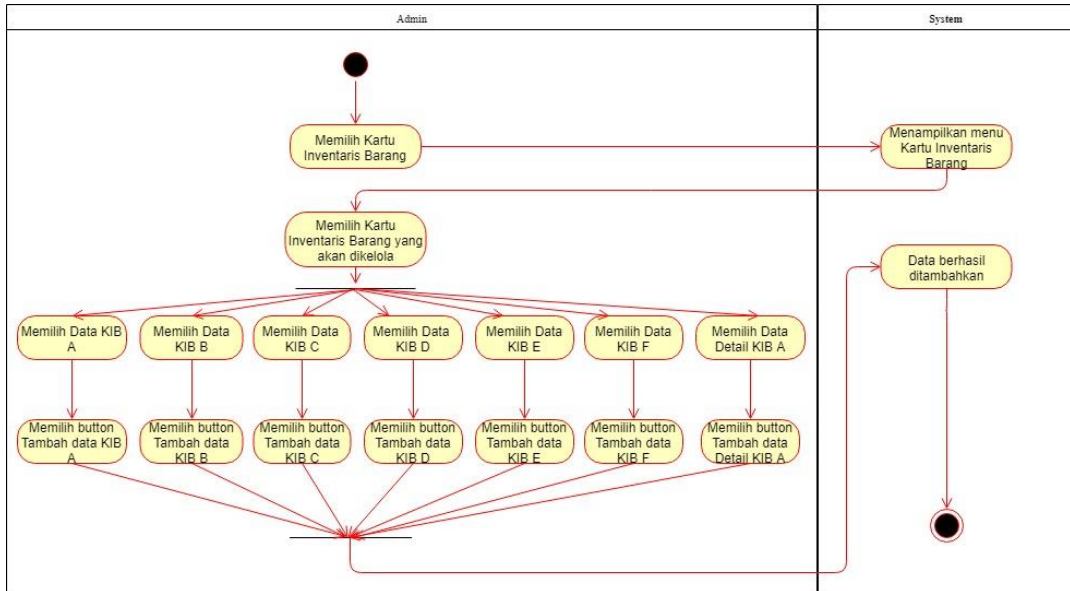 Admin
System
Memilih Kartu
Inventaris Barang
Menampilkan menu
Kartu Inventaris
Barang
Memilih Kartu
Inventaris Barang yang
akan dikelola
Data berhasil
ditambahkan
Memilih Data KIB
A
Memilih Data
KIB B
Memilih Data
KIB C
Memilih Data
KIB D
Memilih Data
KIB E
Memilih Data
KIB F
Memilih Data
Detail KIB A
Memilih button
Tambah data KIB
A
Memilih button
Tambah data
KIB B
Memilih button
Tambah data
KIB C
Memilih button
Tambah data
KIB D
Memilih button
Tambah data
KIB E
Memilih button
Tambah data
KIB F
Memilih button
Tambah data
Detail KIB A